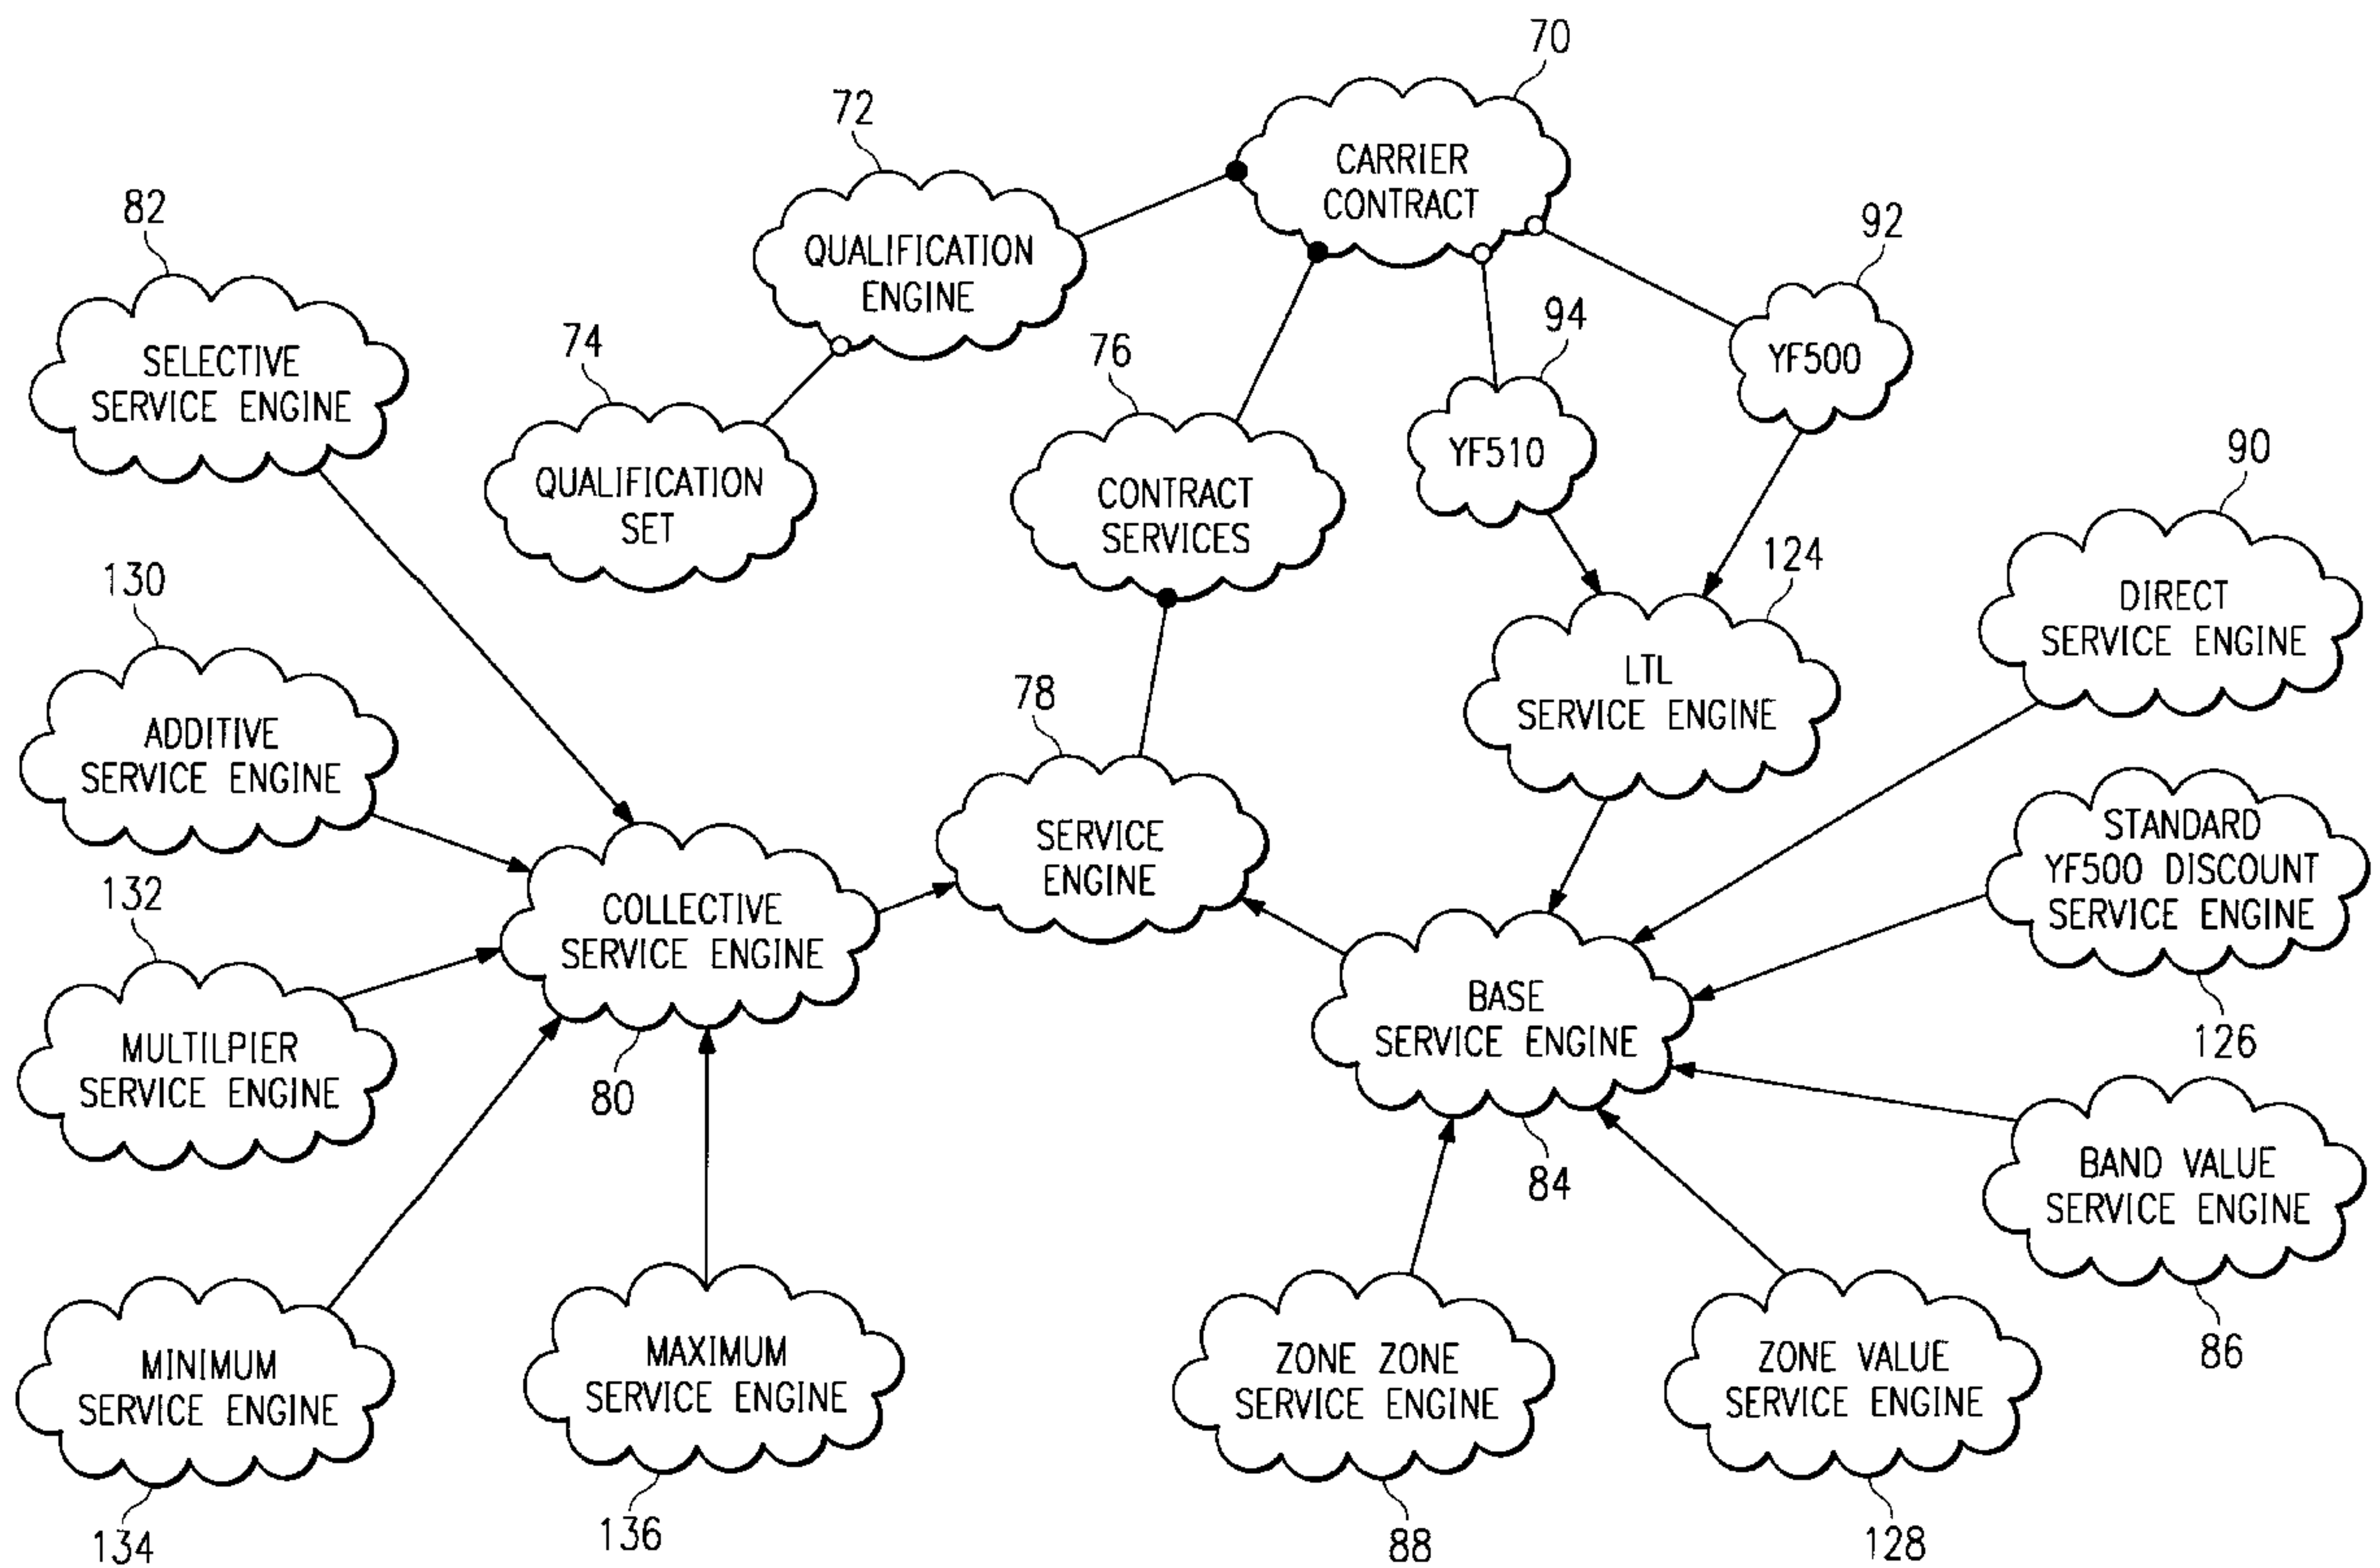 70
CARRIER
CONTRACT
72
QUALIFICATION
ENGINE
82
SELECTIVE
SERVICE ENGINE
74
QUALIFICATION
SET
76
CONTRACT
SERVICES
94
YF510
92
YF500
90
DIRECT
SERVICE ENGINE
124
LTL
SERVICE ENGINE
130
ADDITIVE
SERVICE ENGINE
78
SERVICE
ENGINE
STANDARD
YF500 DISCOUNT
SERVICE ENGINE
126
132
MULTILPIER
SERVICE ENGINE
COLLECTIVE
SERVICE ENGINE
80
BASE
SERVICE ENGINE
84
BAND VALUE
SERVICE ENGINE
86
MINIMUM
SERVICE ENGINE
134
MAXIMUM
SERVICE ENGINE
136
ZONE ZONE
SERVICE ENGINE
88
ZONE VALUE
SERVICE ENGINE
128